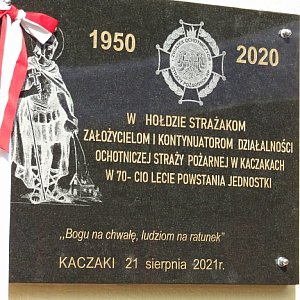 1950 2020
W HOŁDZIE STRAŻAKOM
ZAŁOŻYCIELOM I KONTYNUATOROM DZIAŁALNOŚCI
OCHOTNICZEJ STRAŻY POŻARNEJ W KACZAKACH
W 70- CIO LECIE POWSTANIA JEDNOSTKI
,,Bogu na chwałę, ludziom na ratunek"
KACZAKI 21 sierpnia 2021r.